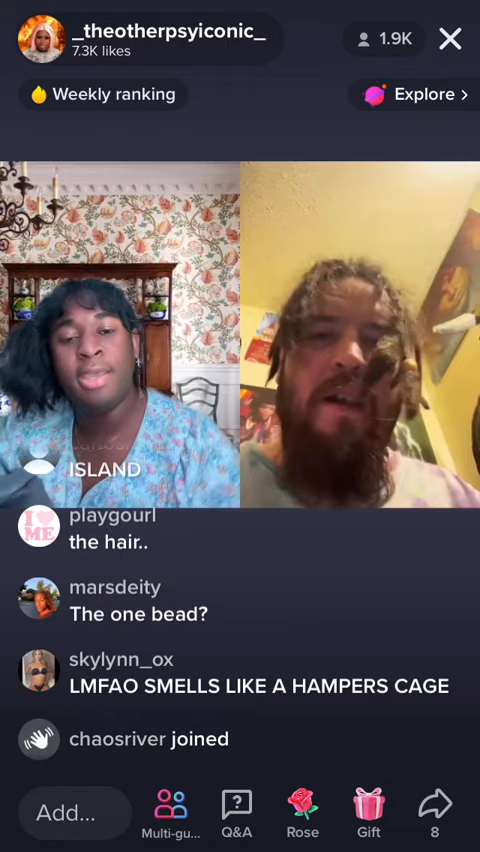 _theotherpsyiconic_
7.3K likes
1.9K
Weekly ranking
Explore >
ISLAND
playgourl
the hair..
marsdeity
The one bead?
skylynn_ox
LMFAO SMELLS LIKE A HAMPERS CAGE
chaosriver joined
Add...
Multi-gu...
Q&A
Rose
Gift
8
I ME